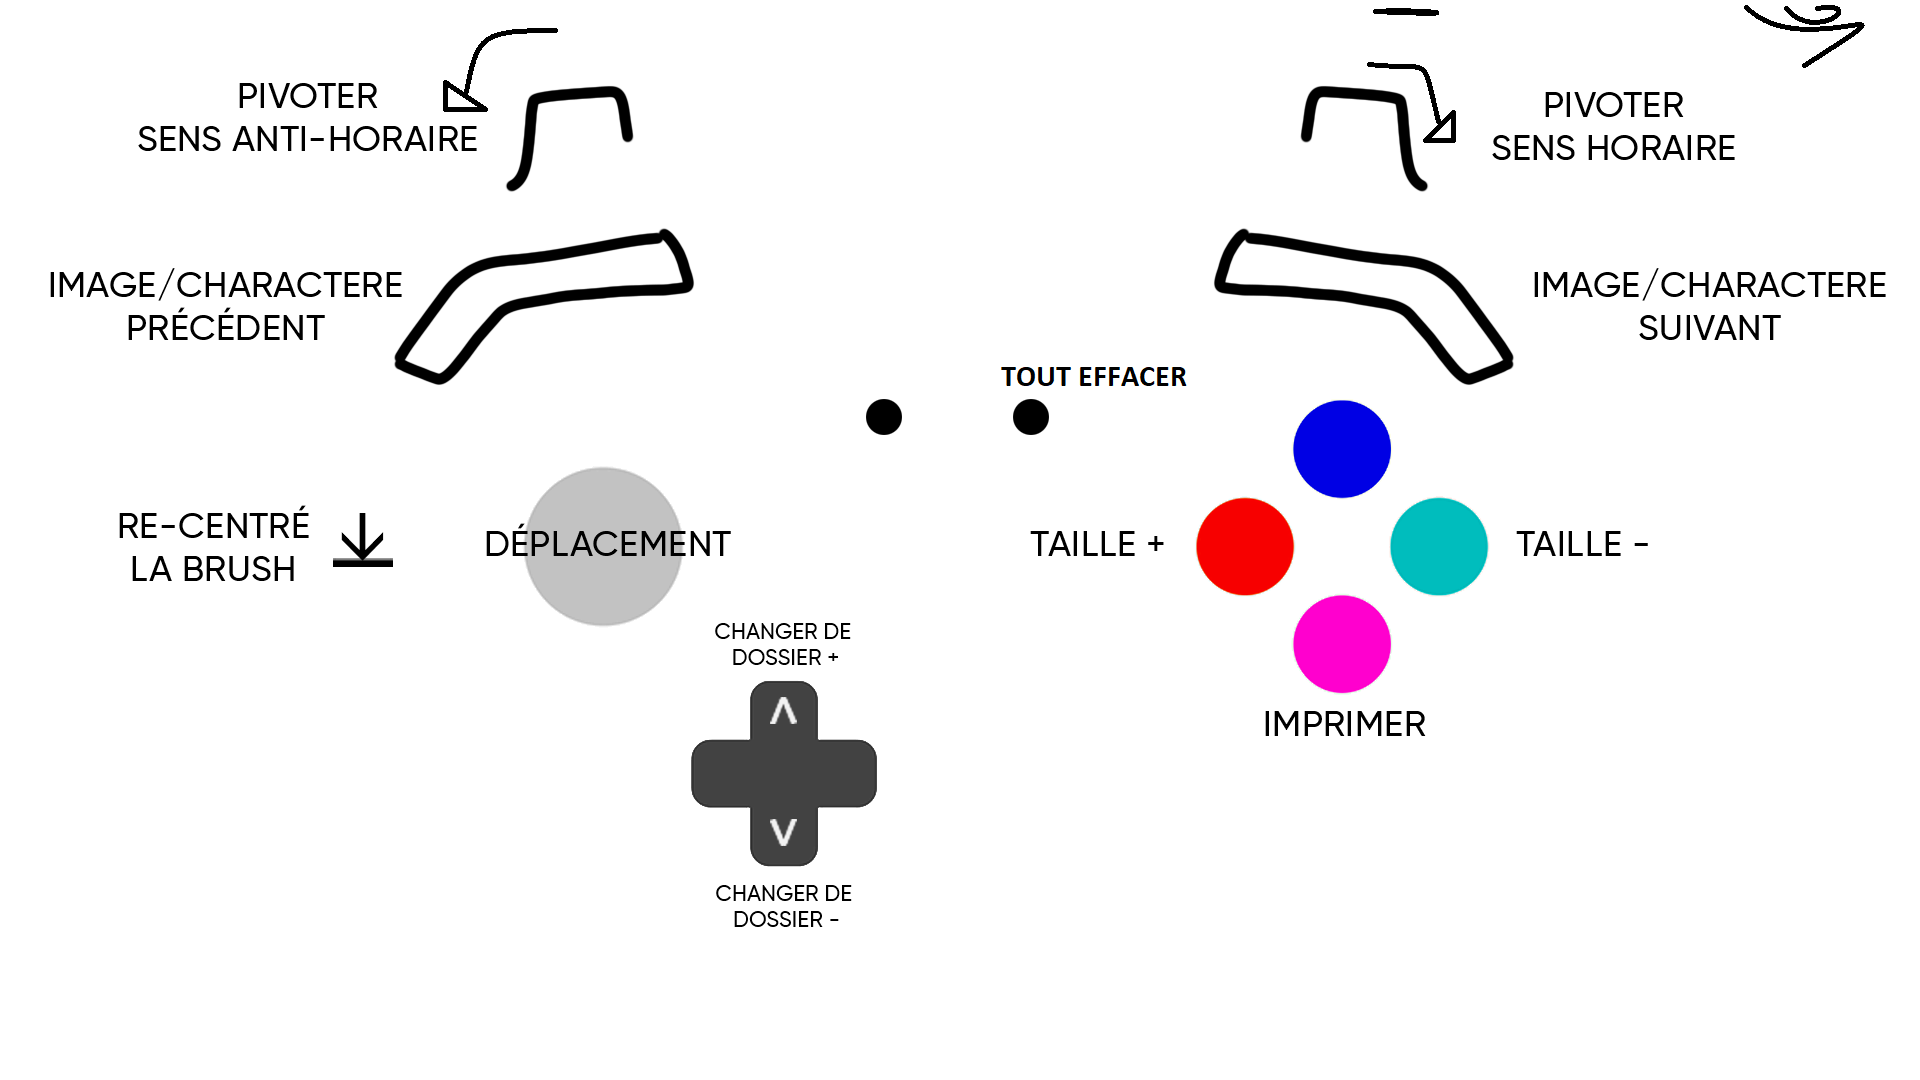 PIVOTER
SENS ANTI-HORAIRE
PIVOTER
SENS HORAIRE
IMAGE/CHARACTERE
PRÉCÉDENT
IMAGE/CHARACTERE
SUIVANT
TOUT EFFACER
RE-CENTRÉ
LA BRUSH
DÉPLACEMENT
TAILLE +
TAILLE -
CHANGER DE
DOSSIER +
IMPRIMER
CHANGER DE
DOSSIER -